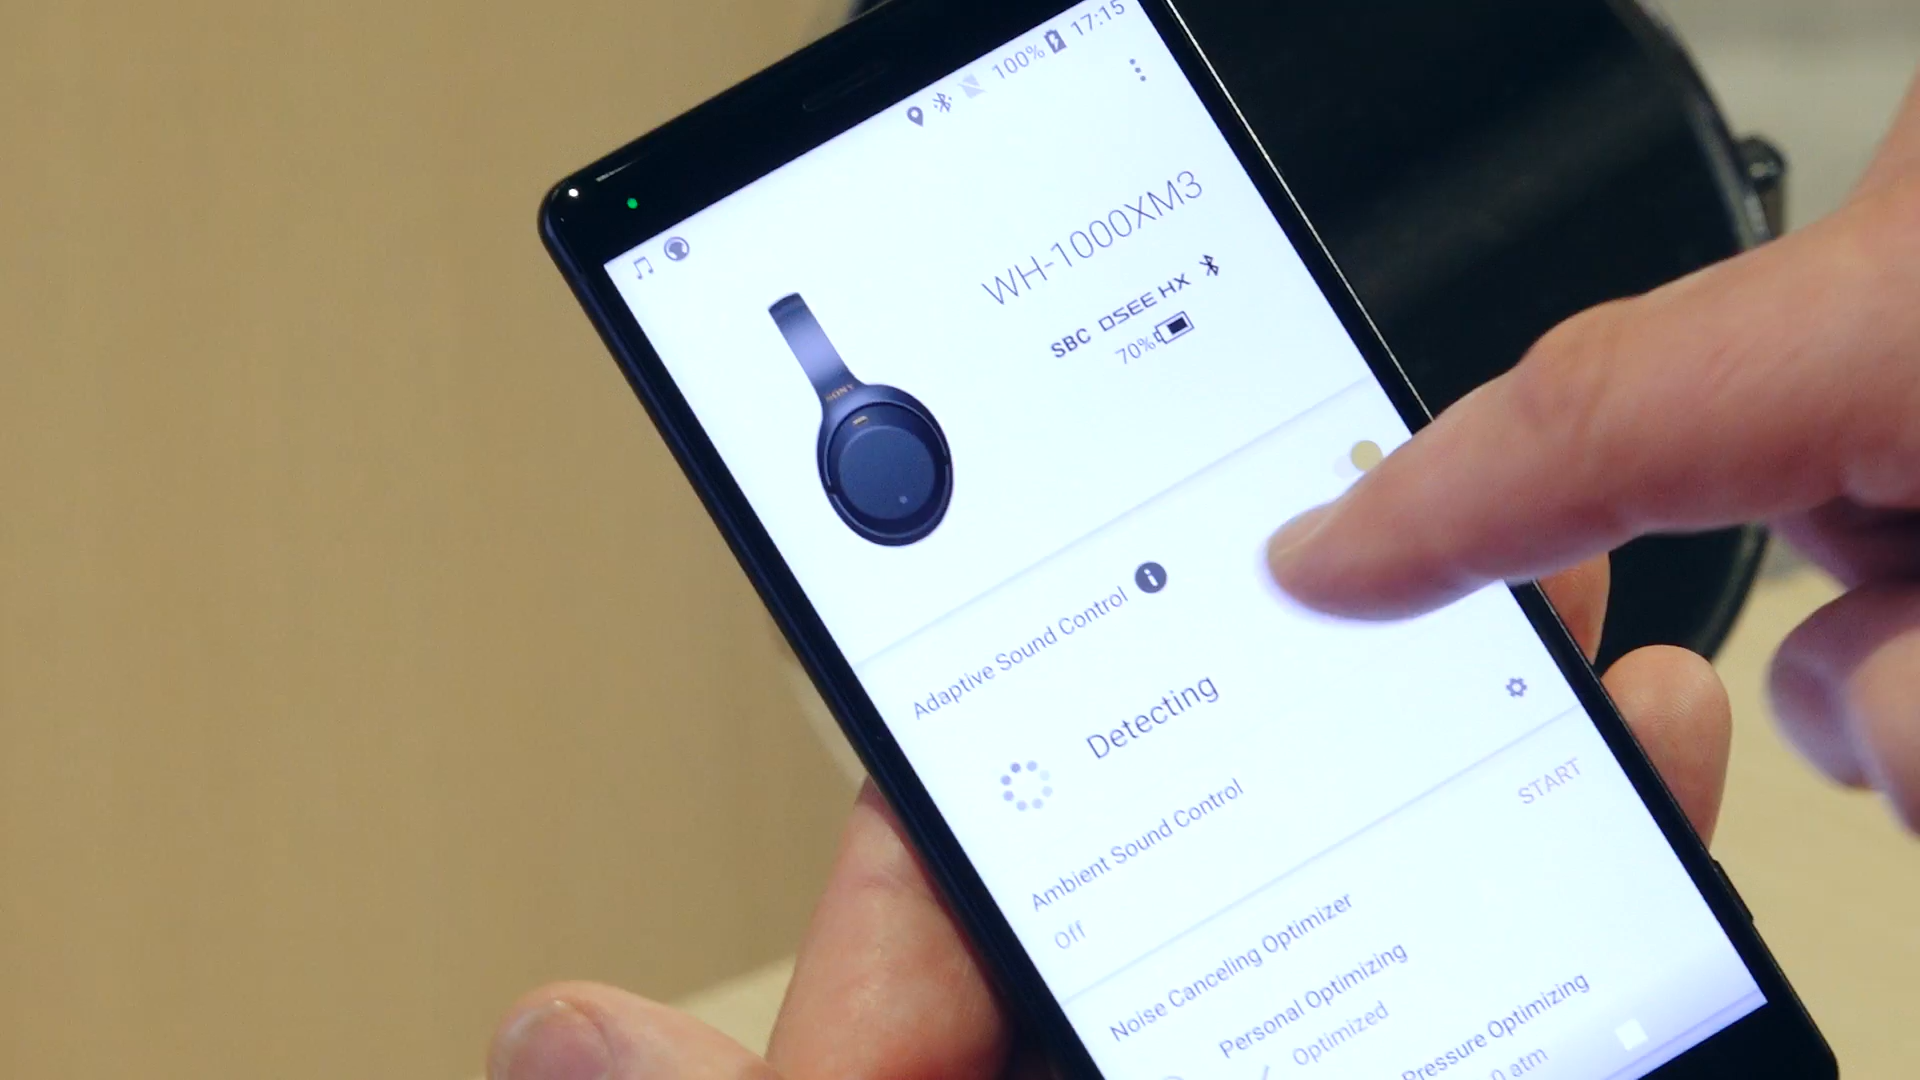 100% 17:15
WH-1000XM3
SBC DSEE HX
70%
SONY
Adaptive Sound Control
Detecting
Ambient Sound Control
Off
START
Noise Canceling Optimizer
Personal Optimizing
Optimized
Pressure Optimizing
0 atm